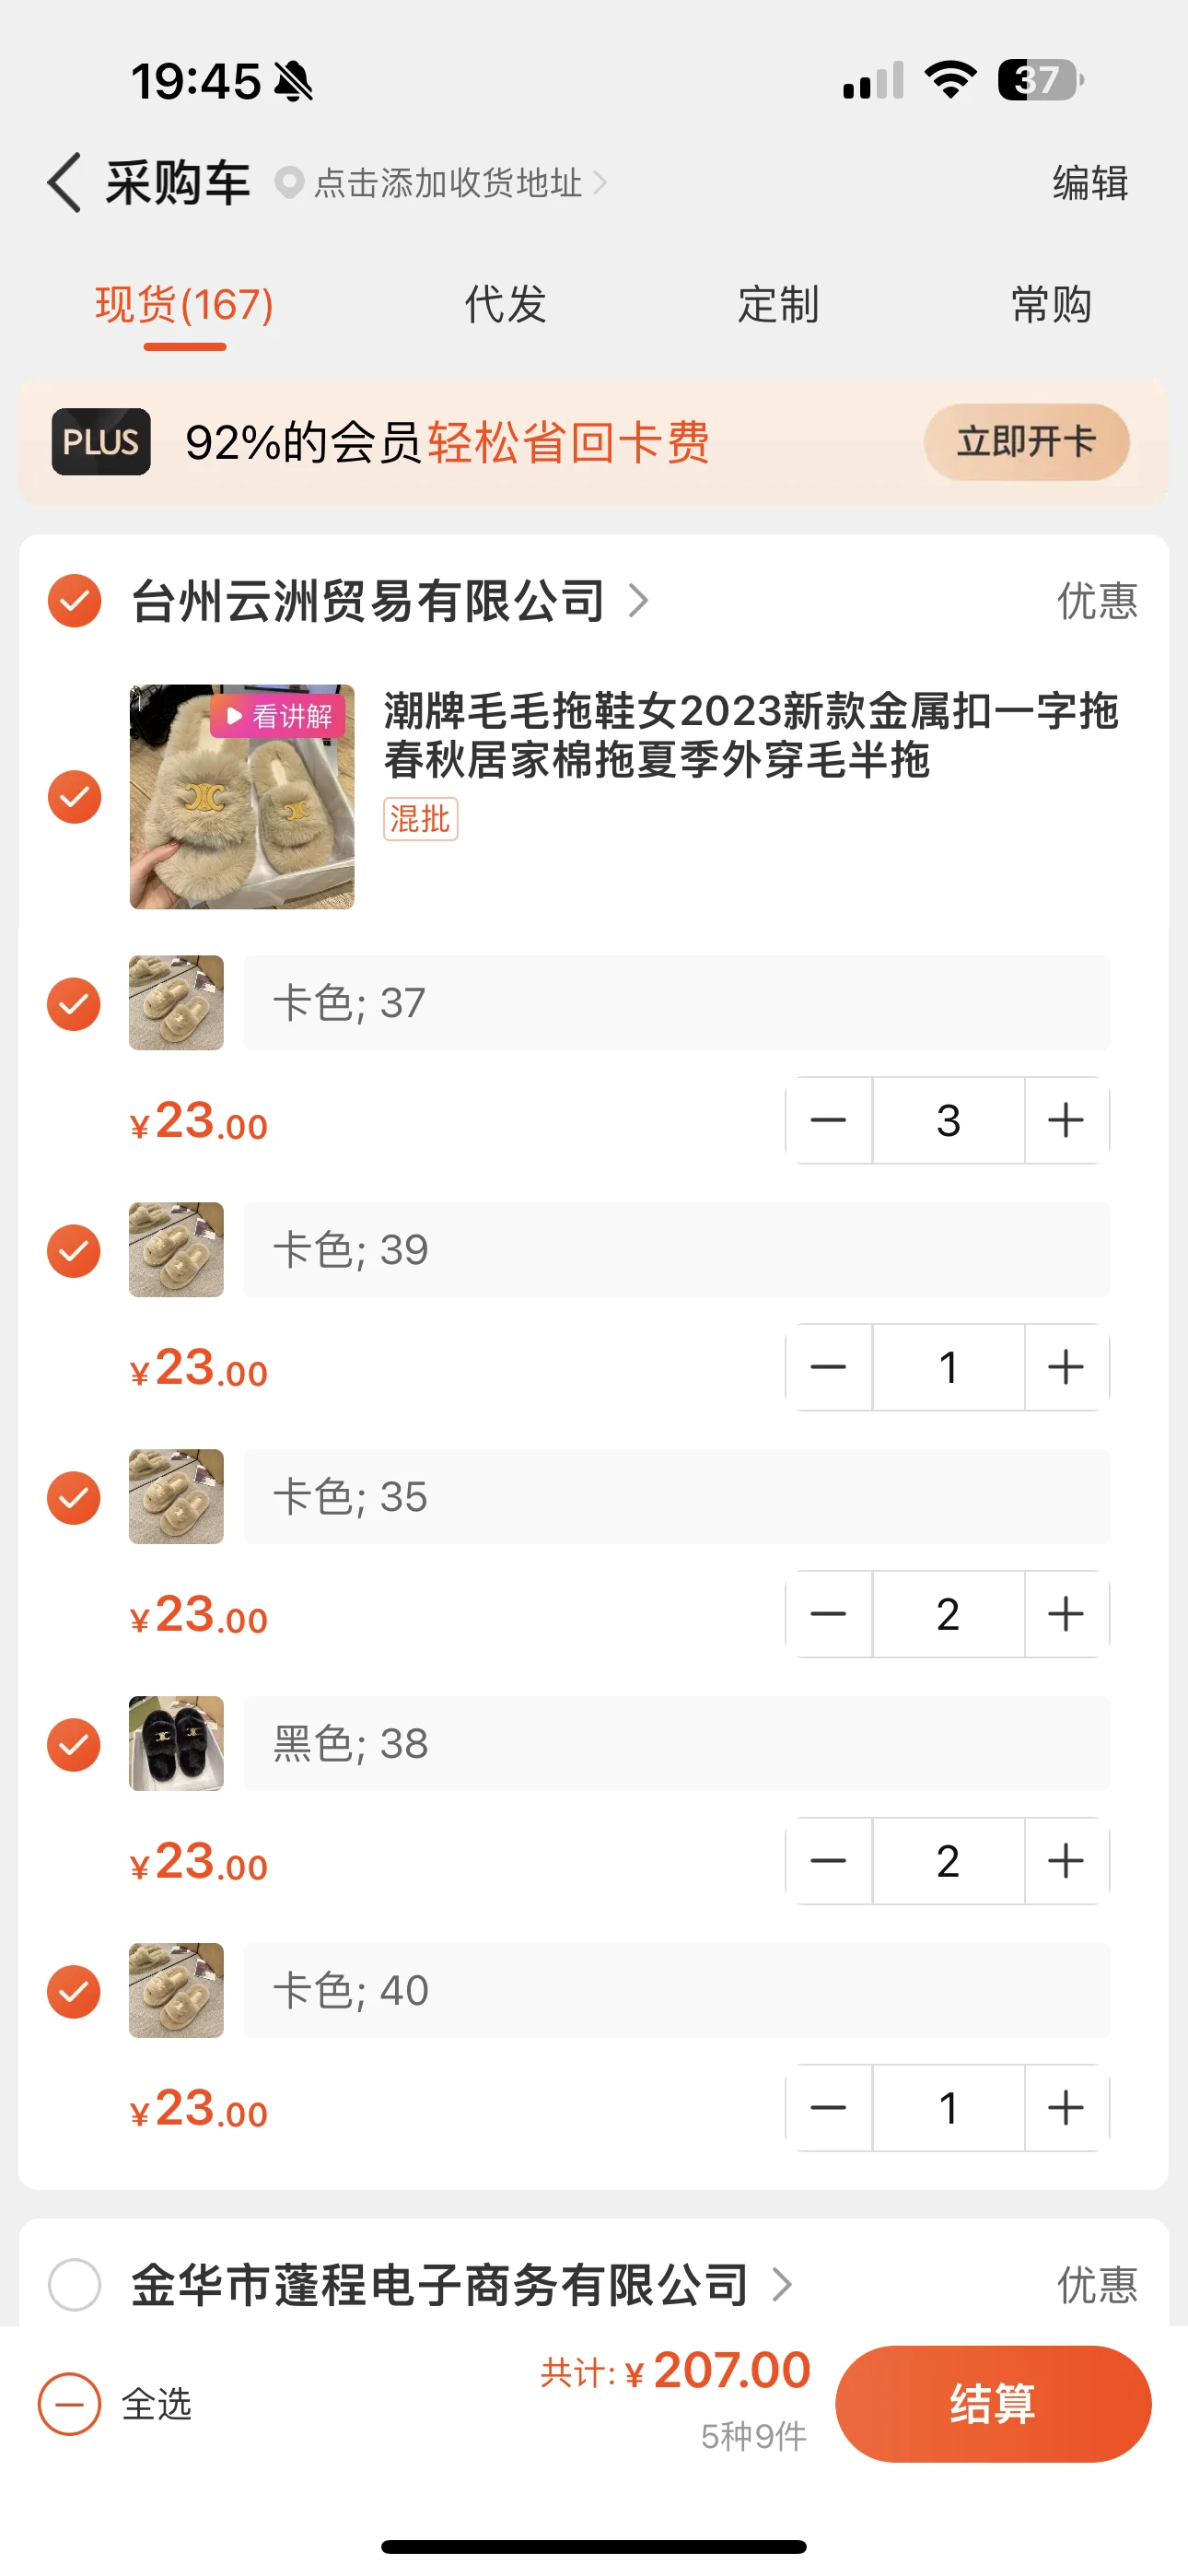 19:45
37
采购车 点击添加收货地址
编辑
现货(167) 代发 定制 常购
PLUS 92%的会员轻松省回卡费 立即开卡
台州云洲贸易有限公司 优惠
看讲解
潮牌毛毛拖鞋女2023新款金属扣一字拖
春秋居家棉拖夏季外穿毛半拖
混批
卡色; 37
¥23.00 3
卡色; 39
¥23.00 1
卡色; 35
¥23.00 2
黑色; 38
¥23.00 2
卡色; 40
¥23.00 1
金华市蓬程电子商务有限公司 优惠
全选 共计: ¥207.00 结算
5种9件